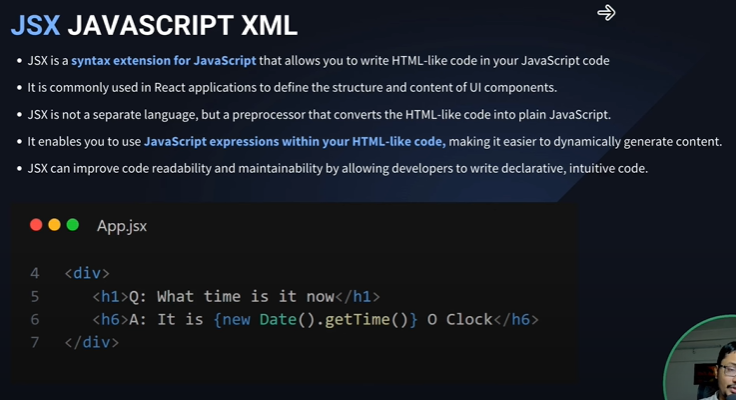 JSX JAVASCRIPT XML
• JSX is a syntax extension for JavaScript that allows you to write HTML-like code in your JavaScript code
• It is commonly used in React applications to define the structure and content of UI components.
• JSX is not a separate language, but a preprocessor that converts the HTML-like code into plain JavaScript.
• It enables you to use JavaScript expressions within your HTML-like code, making it easier to dynamically generate content.
• JSX can improve code readability and maintainability by allowing developers to write declarative, intuitive code.
App.jsx
4 <div>
5 <h1>Q: What time is it now</h1>
6 <h6>A: It is {new Date().getTime()} O Clock</h6>
7 </div>